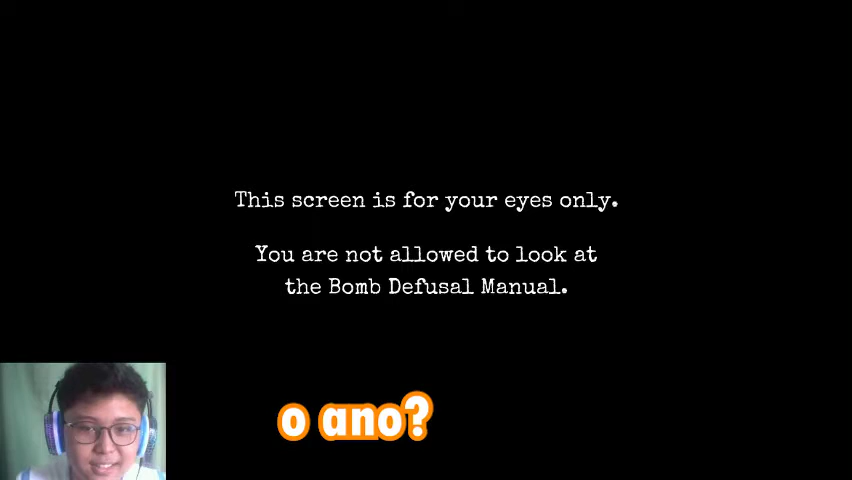 This screen is for your eyes only.
You are not allowed to look at
the Bomb Defusal Manual.
o ano?